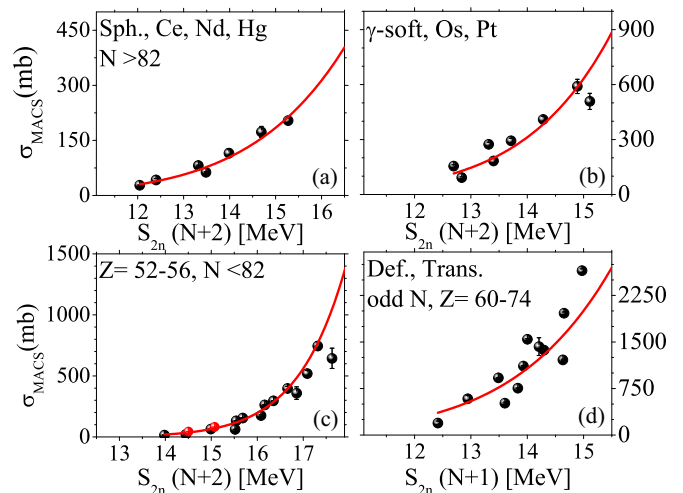 450
300
150
0
σMACS(mb)
Sph., Ce, Nd, Hg
N >82
(a)
12 13 14 15 16
S2n (N+2) [MeV]
γ-soft, Os, Pt
(b)
900
600
300
0
12 13 14 15
S2n (N+2) [MeV]
1500
1000
500
0
σMACS(mb)
Z= 52-56, N <82
(c)
13 14 15 16 17
S2n (N+2) [MeV]
Def., Trans.
odd N, Z= 60-74
(d)
2250
1500
750
0
12 13 14 15
S2n (N+1) [MeV]